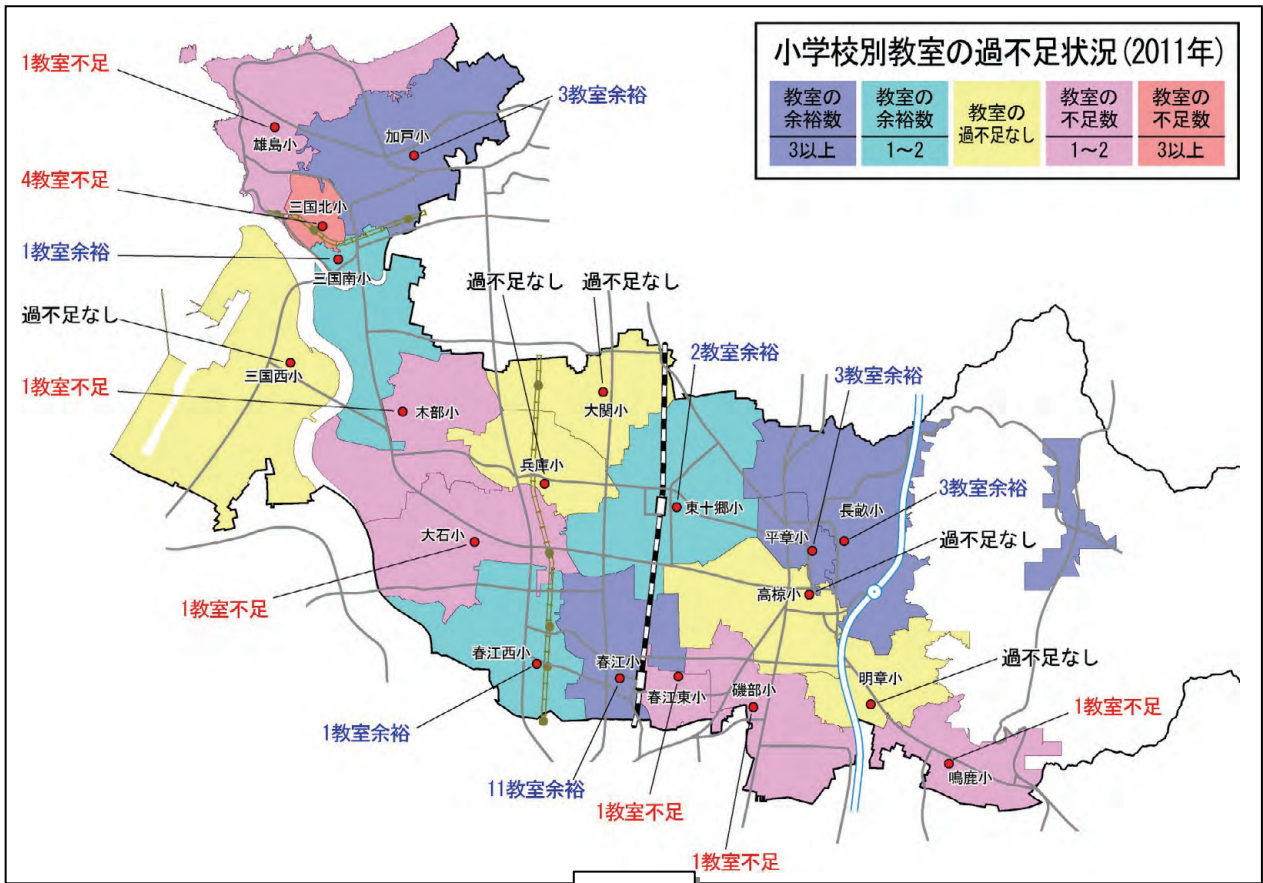 小学校別教室の過不足状況(2011年)
教室の
余裕数
3以上
教室の
余裕数
1～2
教室の
過不足なし
教室の
不足数
1～2
教室の
不足数
3以上
1教室不足
3教室余裕
雄島小
加戸小
4教室不足
三国北小
1教室余裕
三国南小
過不足なし
過不足なし
過不足なし
三国西小
2教室余裕
3教室余裕
1教室不足
木部小
大関小
兵庫小
東十郷小
長畝小
3教室余裕
大石小
平章小
過不足なし
高椋小
1教室不足
春江西小
春江小
春江東小
磯部小
明章小
過不足なし
1教室不足
1教室余裕
鳴鹿小
11教室余裕
1教室不足
1教室不足